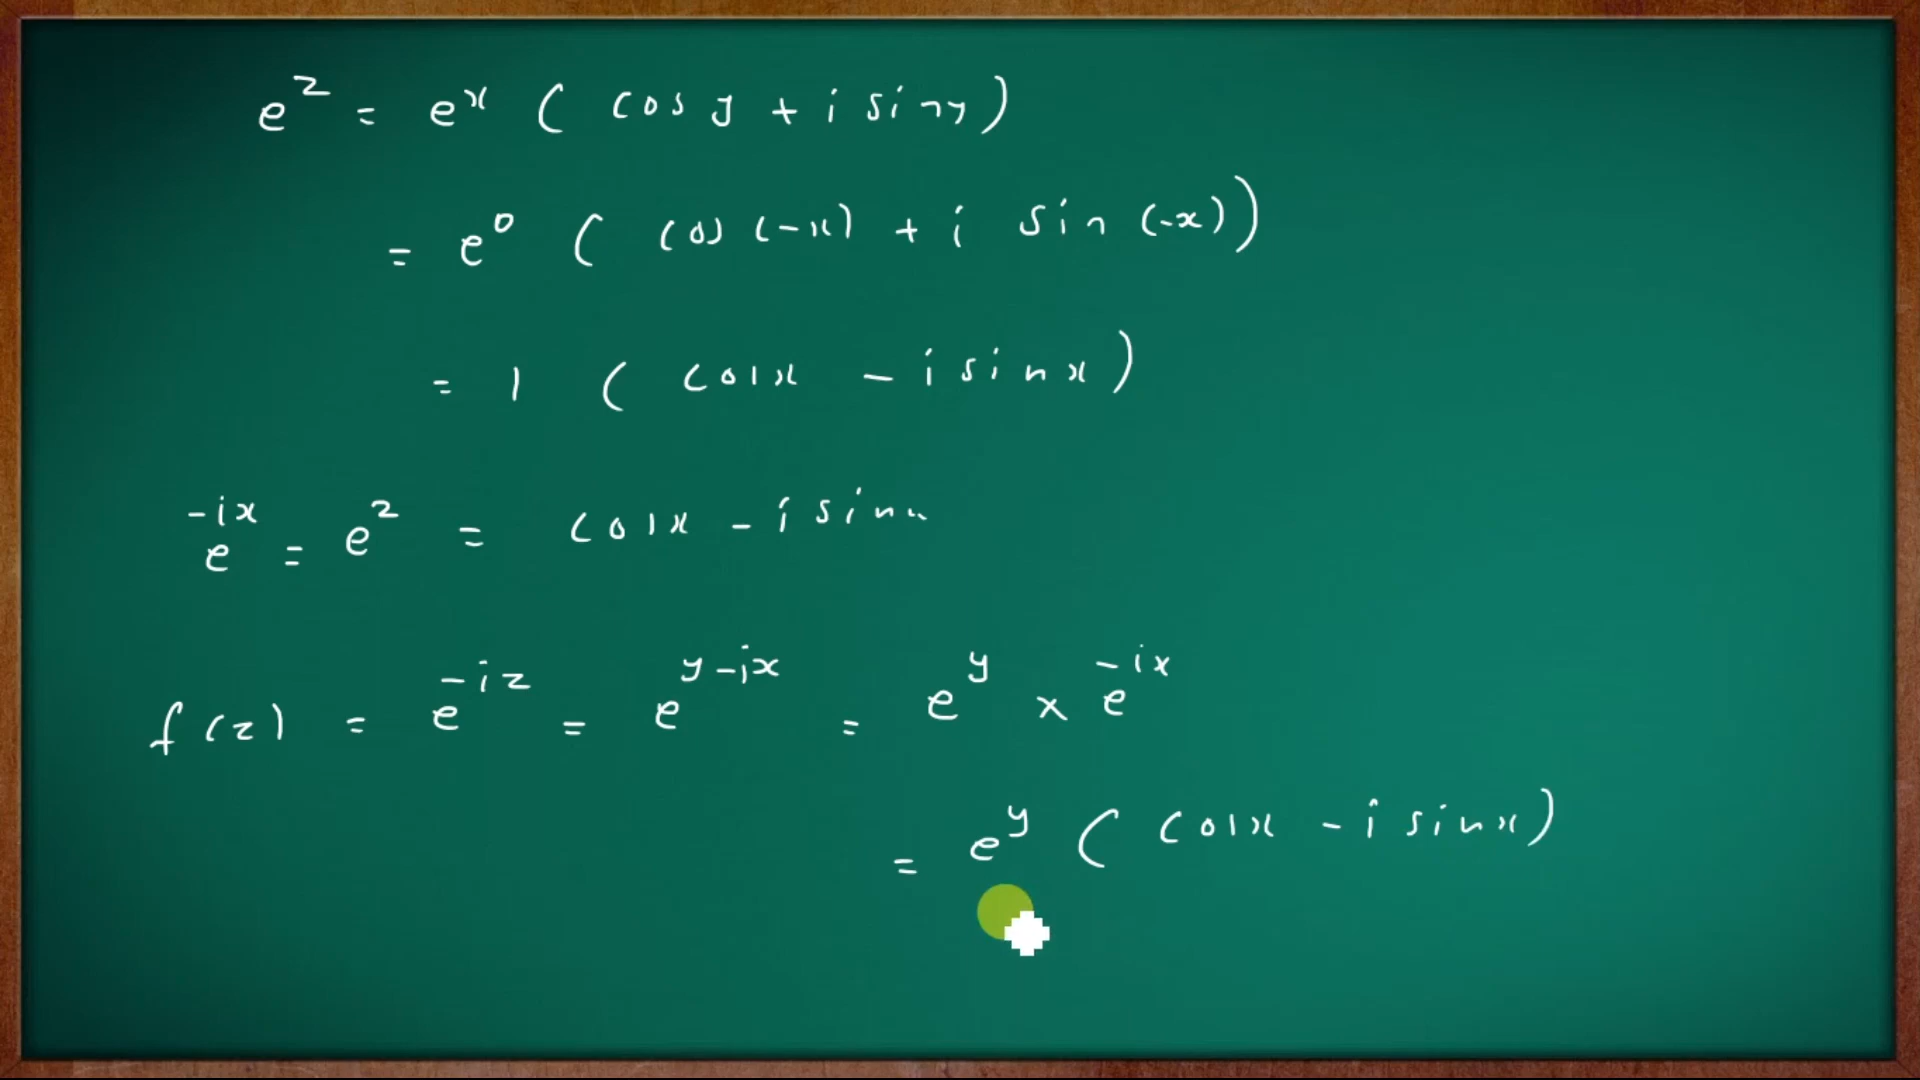 e^z = e^x ( cos y + i sin y )
= e^0 ( cos (-x) + i sin (-x) )
= 1 ( cos x - i sin x )
e^-ix = e^z = cos x - i sin x
f(z) = e^-iz = e^y-ix = e^y x e^-ix
= e^y ( cos x - i sin x )